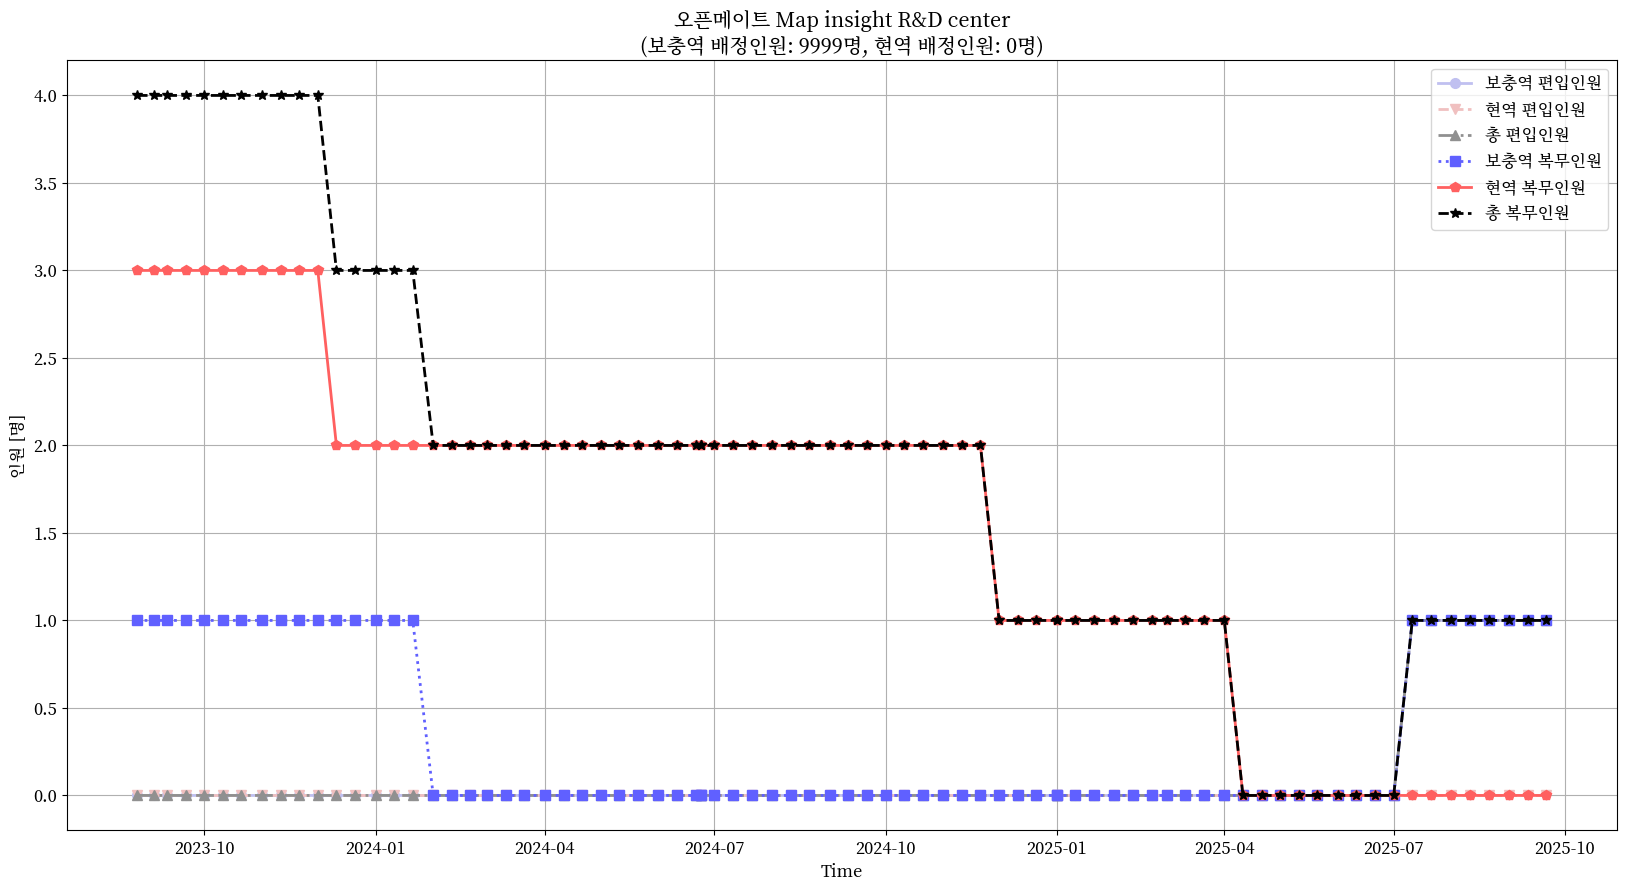 오픈메이트 Map insight R&D center
(보충역 배정인원: 9999명, 현역 배정인원: 0명)
보충역 편입인원
현역 편입인원
총 편입인원
보충역 복무인원
현역 복무인원
총 복무인원
인원 [명]
4.0
3.5
3.0
2.5
2.0
1.5
1.0
0.5
0.0
2023-10
2024-01
2024-04
2024-07
2024-10
2025-01
2025-04
2025-07
2025-10
Time